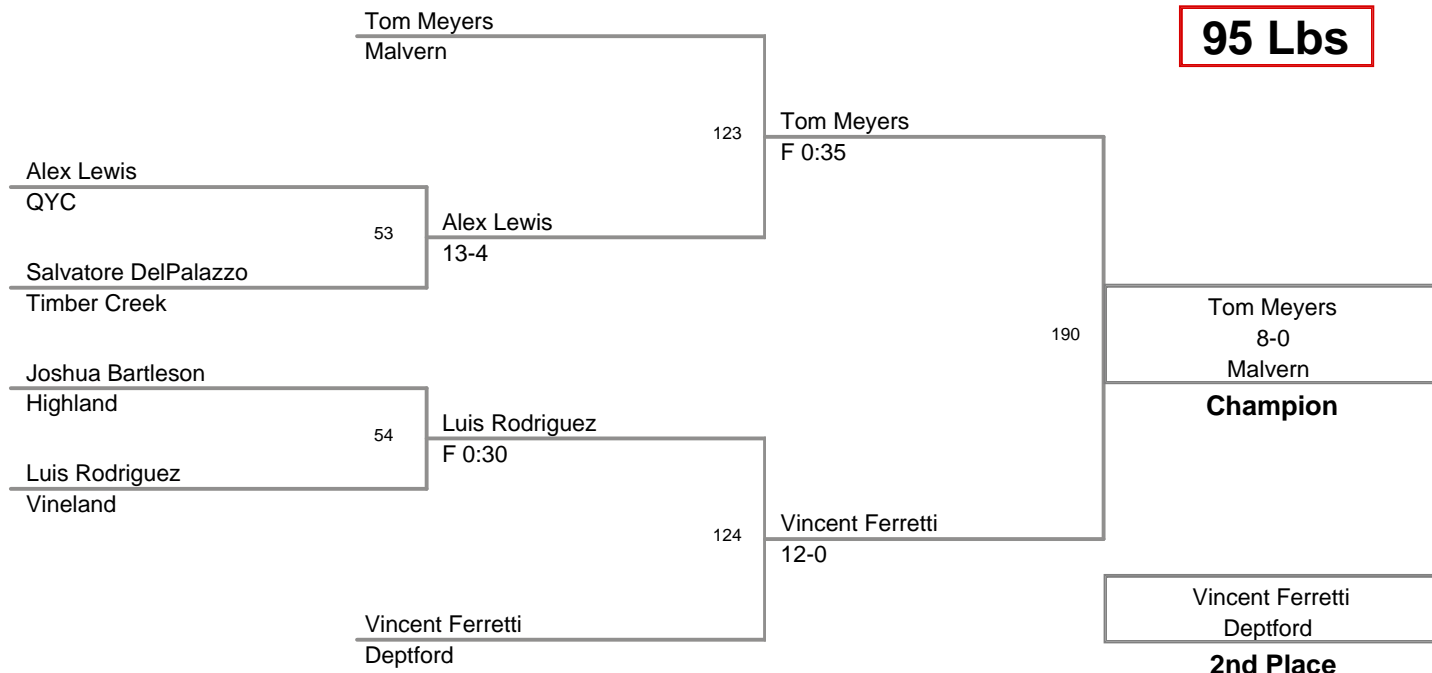 Tom Meyers
Malvern
95 Lbs
123
Tom Meyers
F 0:35
Alex Lewis
QYC
53
Alex Lewis
13-4
Salvatore DelPalazzo
Timber Creek
190
Tom Meyers
8-0
Malvern
Champion
Joshua Bartleson
Highland
54
Luis Rodriguez
F 0:30
Luis Rodriguez
Vineland
124
Vincent Ferretti
12-0
Vincent Ferretti
Deptford
Vincent Ferretti
Deptford
2nd Place